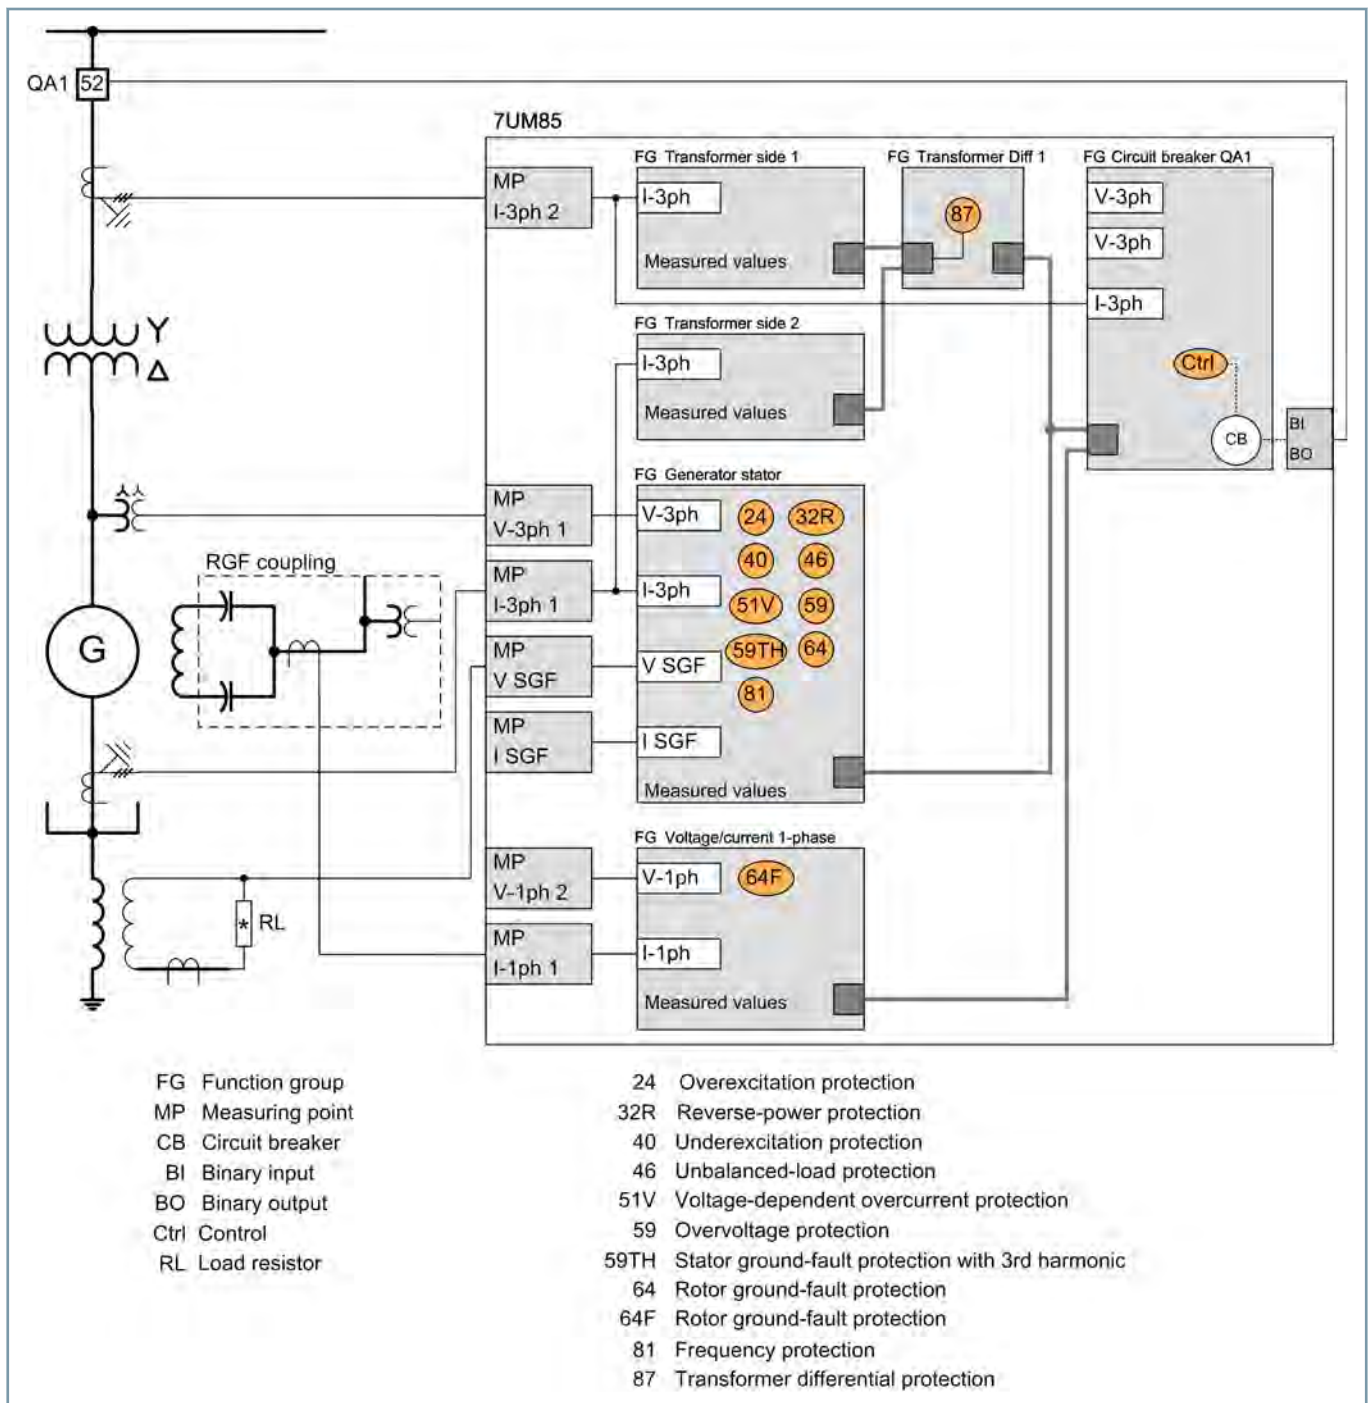 QA1 52
7UM85
FG Transformer side 1
FG Transformer Diff 1
FG Circuit breaker QA1
MP
I-3ph 2
I-3ph
Measured values
87
V-3ph
V-3ph
I-3ph
Ctrl
CB
BI
BO
Y
Δ
FG Transformer side 2
I-3ph
Measured values
FG Generator stator
MP
V-3ph 1
V-3ph
24
32R
40
46
51V
59
59TH
64
81
RGF coupling
MP
I-3ph 1
I-3ph
G
MP
V SGF
V SGF
MP
I SGF
I SGF
Measured values
FG Voltage/current 1-phase
MP
V-1ph 2
V-1ph
64F
* RL
MP
I-1ph 1
I-1ph
Measured values
FG Function group
MP Measuring point
CB Circuit breaker
BI Binary input
BO Binary output
Ctrl Control
RL Load resistor
24 Overexcitation protection
32R Reverse-power protection
40 Underexcitation protection
46 Unbalanced-load protection
51V Voltage-dependent overcurrent protection
59 Overvoltage protection
59TH Stator ground-fault protection with 3rd harmonic
64 Rotor ground-fault protection
64F Rotor ground-fault protection
81 Frequency protection
87 Transformer differential protection